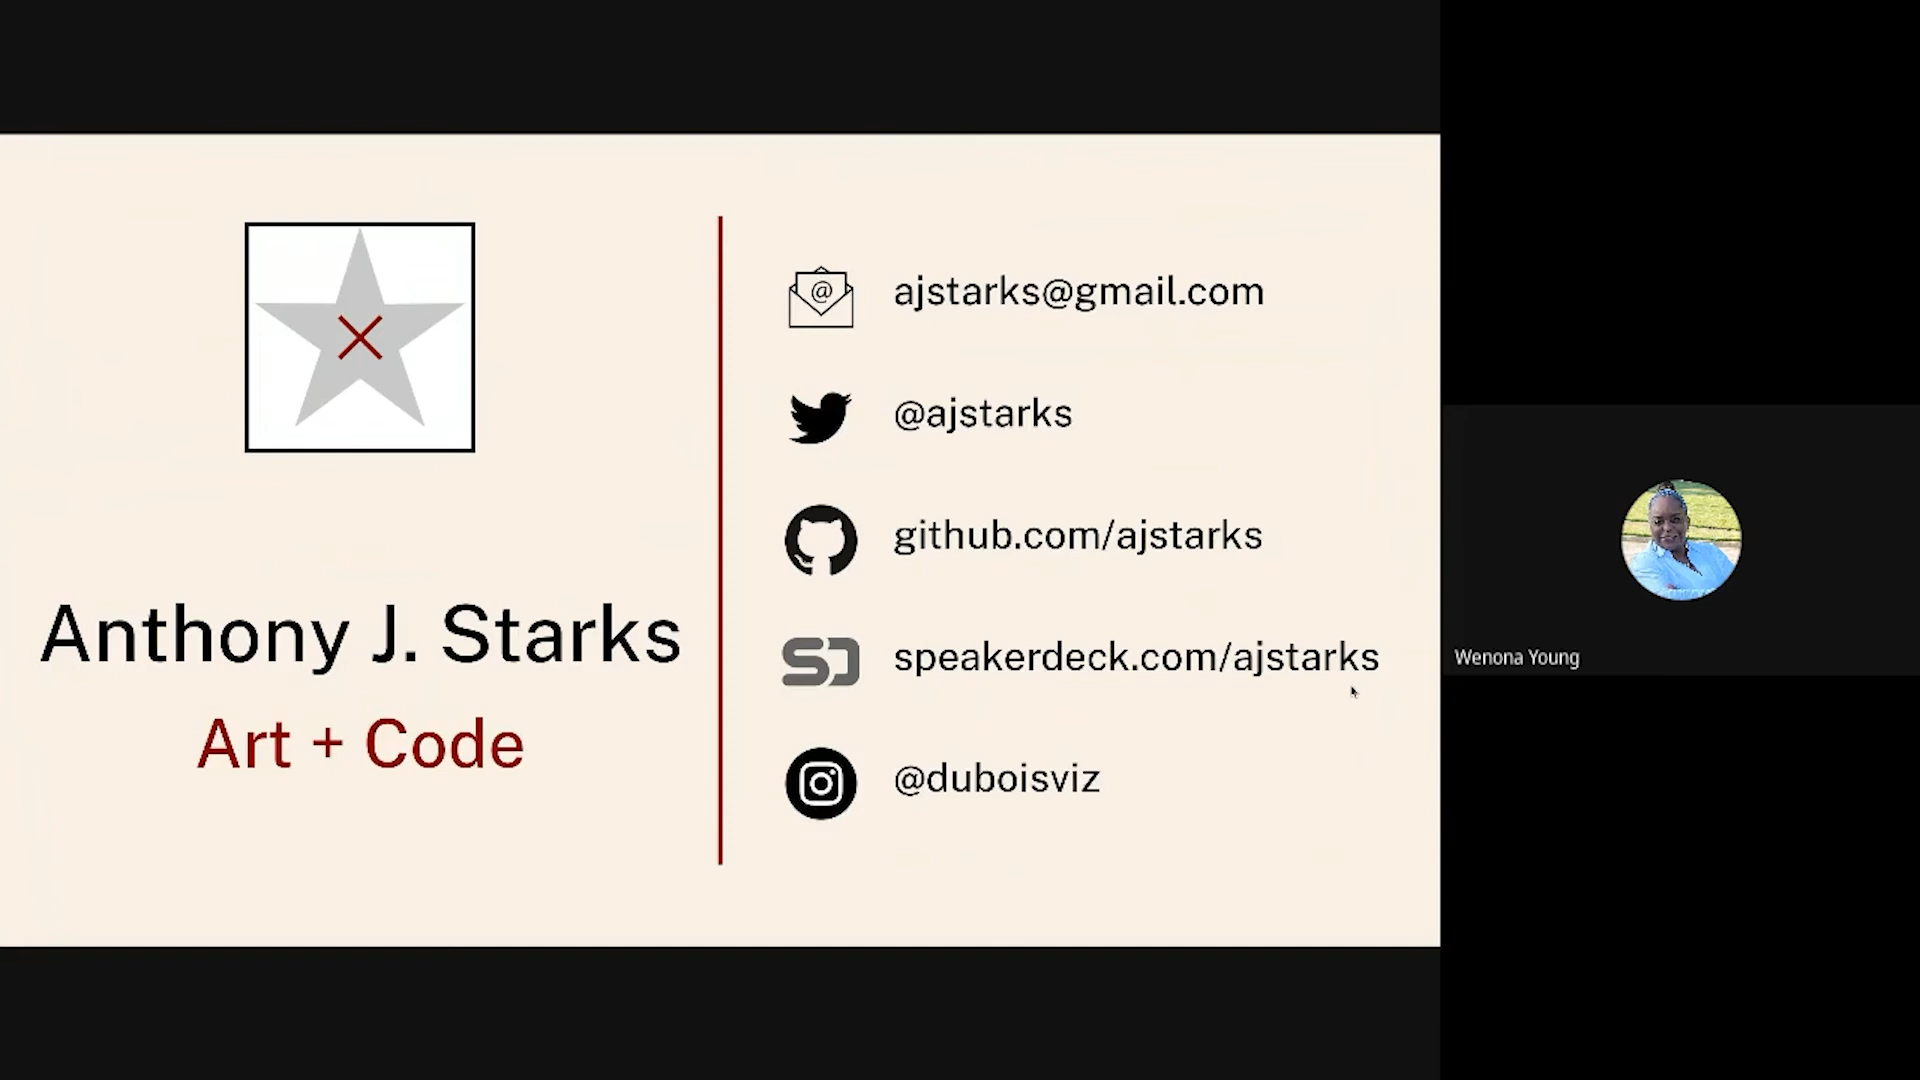 Anthony J. Starks
Art + Code
@
ajstarks@gmail.com
@ajstarks
github.com/ajstarks
speakerdeck.com/ajstarks
@duboisviz
Wenona Young